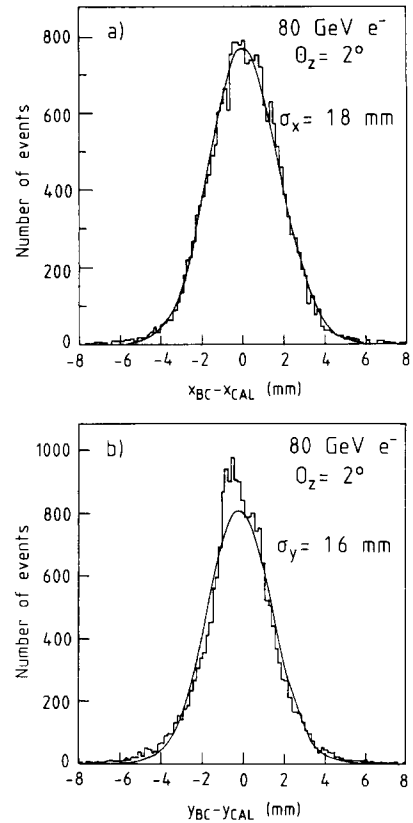 a)
80 GeV e⁻
Θz = 2°
σx = 18 mm
Number of events
800
600
400
200
0
-8 -6 -4 -2 0 2 4 6 8
xBC-xCAL (mm)
b)
80 GeV e⁻
Θz = 2°
σy = 16 mm
Number of events
1000
800
600
400
200
0
-8 -6 -4 -2 0 2 4 6 8
yBC-yCAL (mm)